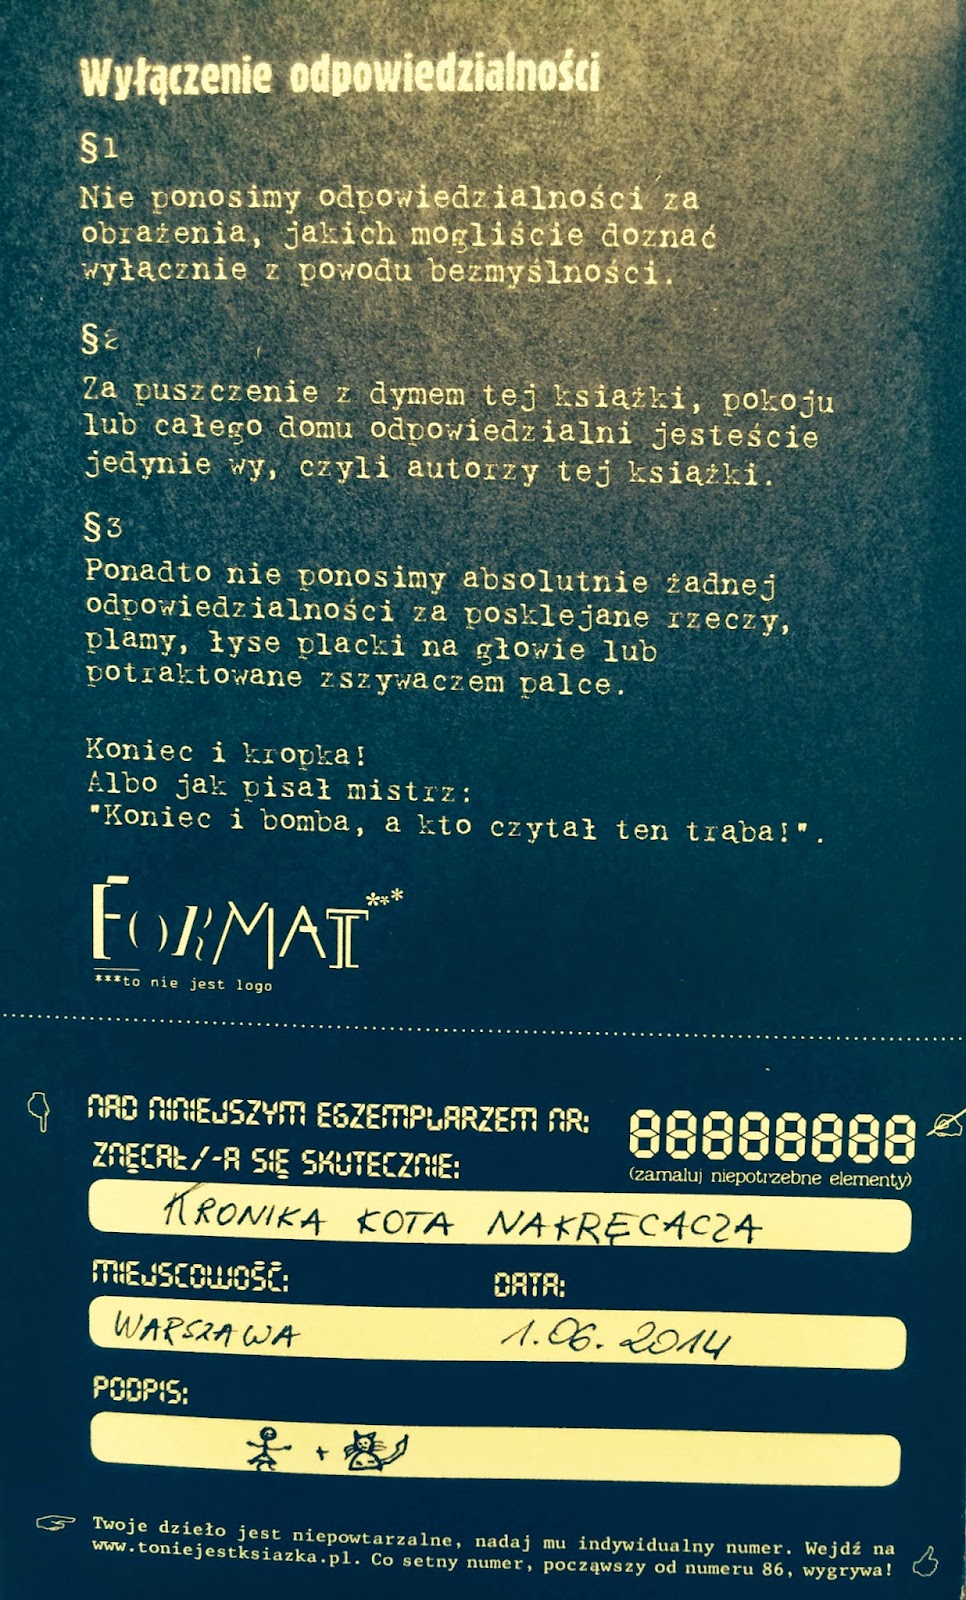 Wyłączenie odpowiedzialności
§1
Nie ponosimy odpowiedzialności za
obrażenia, jakich mogliście doznać
wyłącznie z powodu bezmyślności.
§2
Za puszczenie z dymem tej książki, pokoju
lub całego domu odpowiedzialni jesteście
jedynie wy, czyli autorzy tej książki.
§3
Ponadto nie ponosimy absolutnie żadnej
odpowiedzialności za posklejane rzeczy,
plamy, łyse placki na głowie lub
potraktowane zszywaczem palce.
Koniec i kropka!
Albo jak pisał mistrz:
"Koniec i bomba, a kto czytał ten trąba!".
FORMAT***
***to nie jest logo
NAD NINIEJSZYM EGZEMPLARZEM NR: 88888888
ZNĘCAŁ/-A SIĘ SKUTECZNIE:
(zamaluj niepotrzebne elementy)
KRONIKA KOTA NAKRĘCACZA
MIEJSCOWOŚĆ: DATA:
WARSZAWA 1.06.2014
PODPIS:
+
Twoje dzieło jest niepowtarzalne, nadaj mu indywidualny numer. Wejdź na
www.toniejestksiazka.pl. Co setny numer, począwszy od numeru 86, wygrywa!